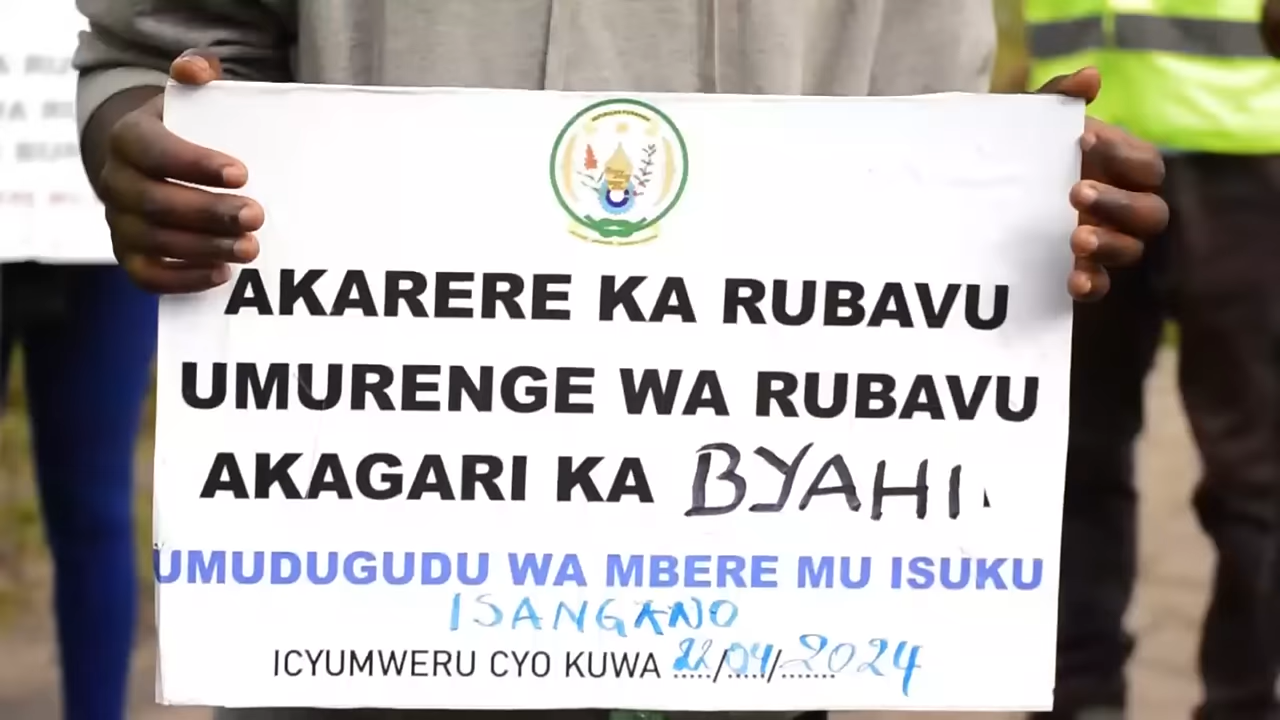 AKARERE KA RUBAVU
UMURENGE WA RUBAVU
AKAGARI KA BYAHI.
UMUDUGUDU WA MBERE MU ISUKU
ISANGANO
ICYUMWERU CYO KUWA 22/04/2024